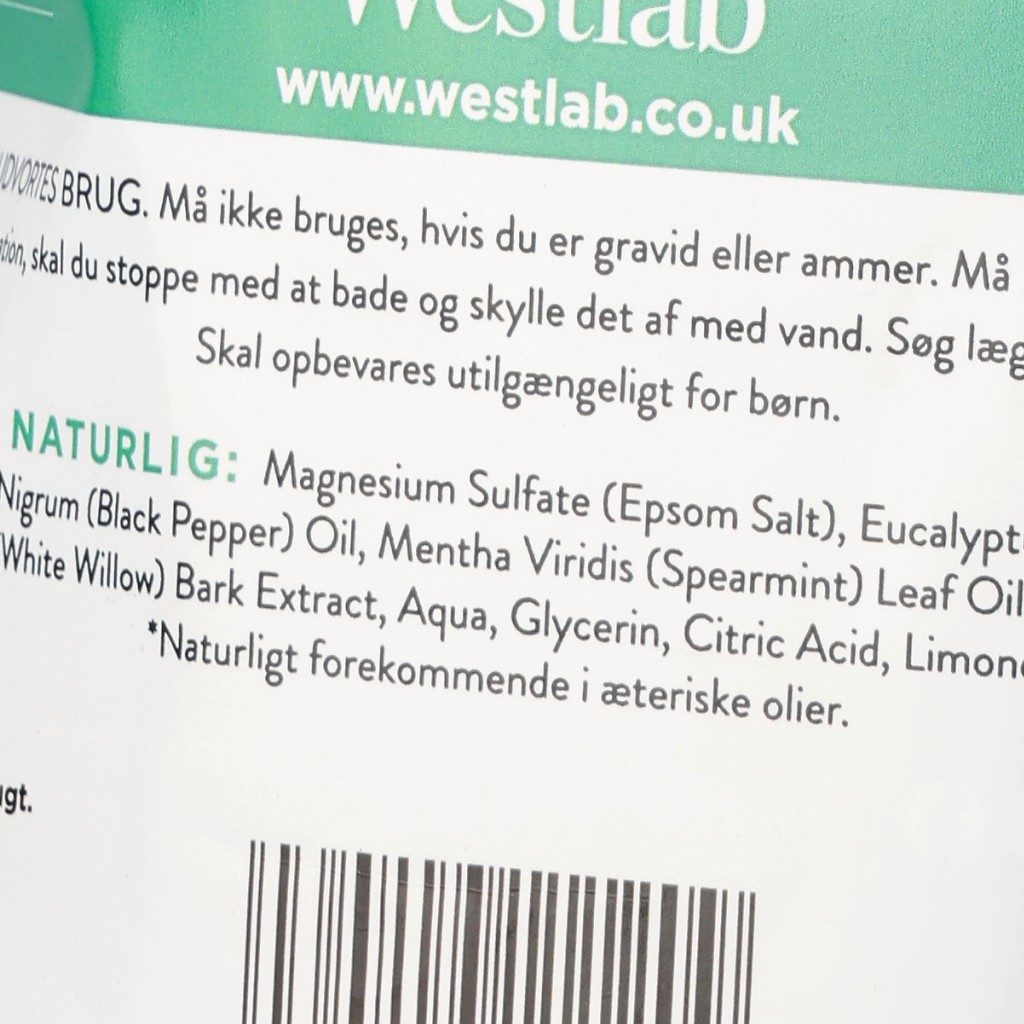 Westlab
www.westlab.co.uk
UDVORTES BRUG. Må ikke bruges, hvis du er gravid eller ammer. Må
skal du stoppe med at bade og skylle det af med vand. Søg
Skal opbevares utilgængeligt for børn.
NATURLIG: Magnesium Sulfate (Epsom Salt),
Nigrum (Black Pepper) Oil, Mentha Viridis (Spearmint) Leaf Oil
(White Willow) Bark Extract, Aqua, Glycerin, Citric Acid,
*Naturligt forekommende i æteriske olier.